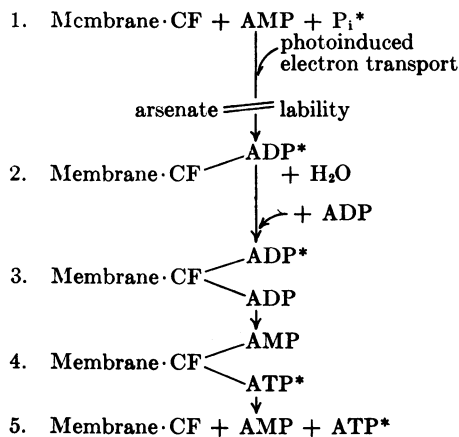 1. Membrane·CF + AMP + Pi*
photoinduced
electron transport
arsenate lability
ADP*
2. Membrane·CF + H₂O
+ ADP
ADP*
3. Membrane·CF
ADP
AMP
4. Membrane·CF
ATP*
5. Membrane·CF + AMP + ATP*